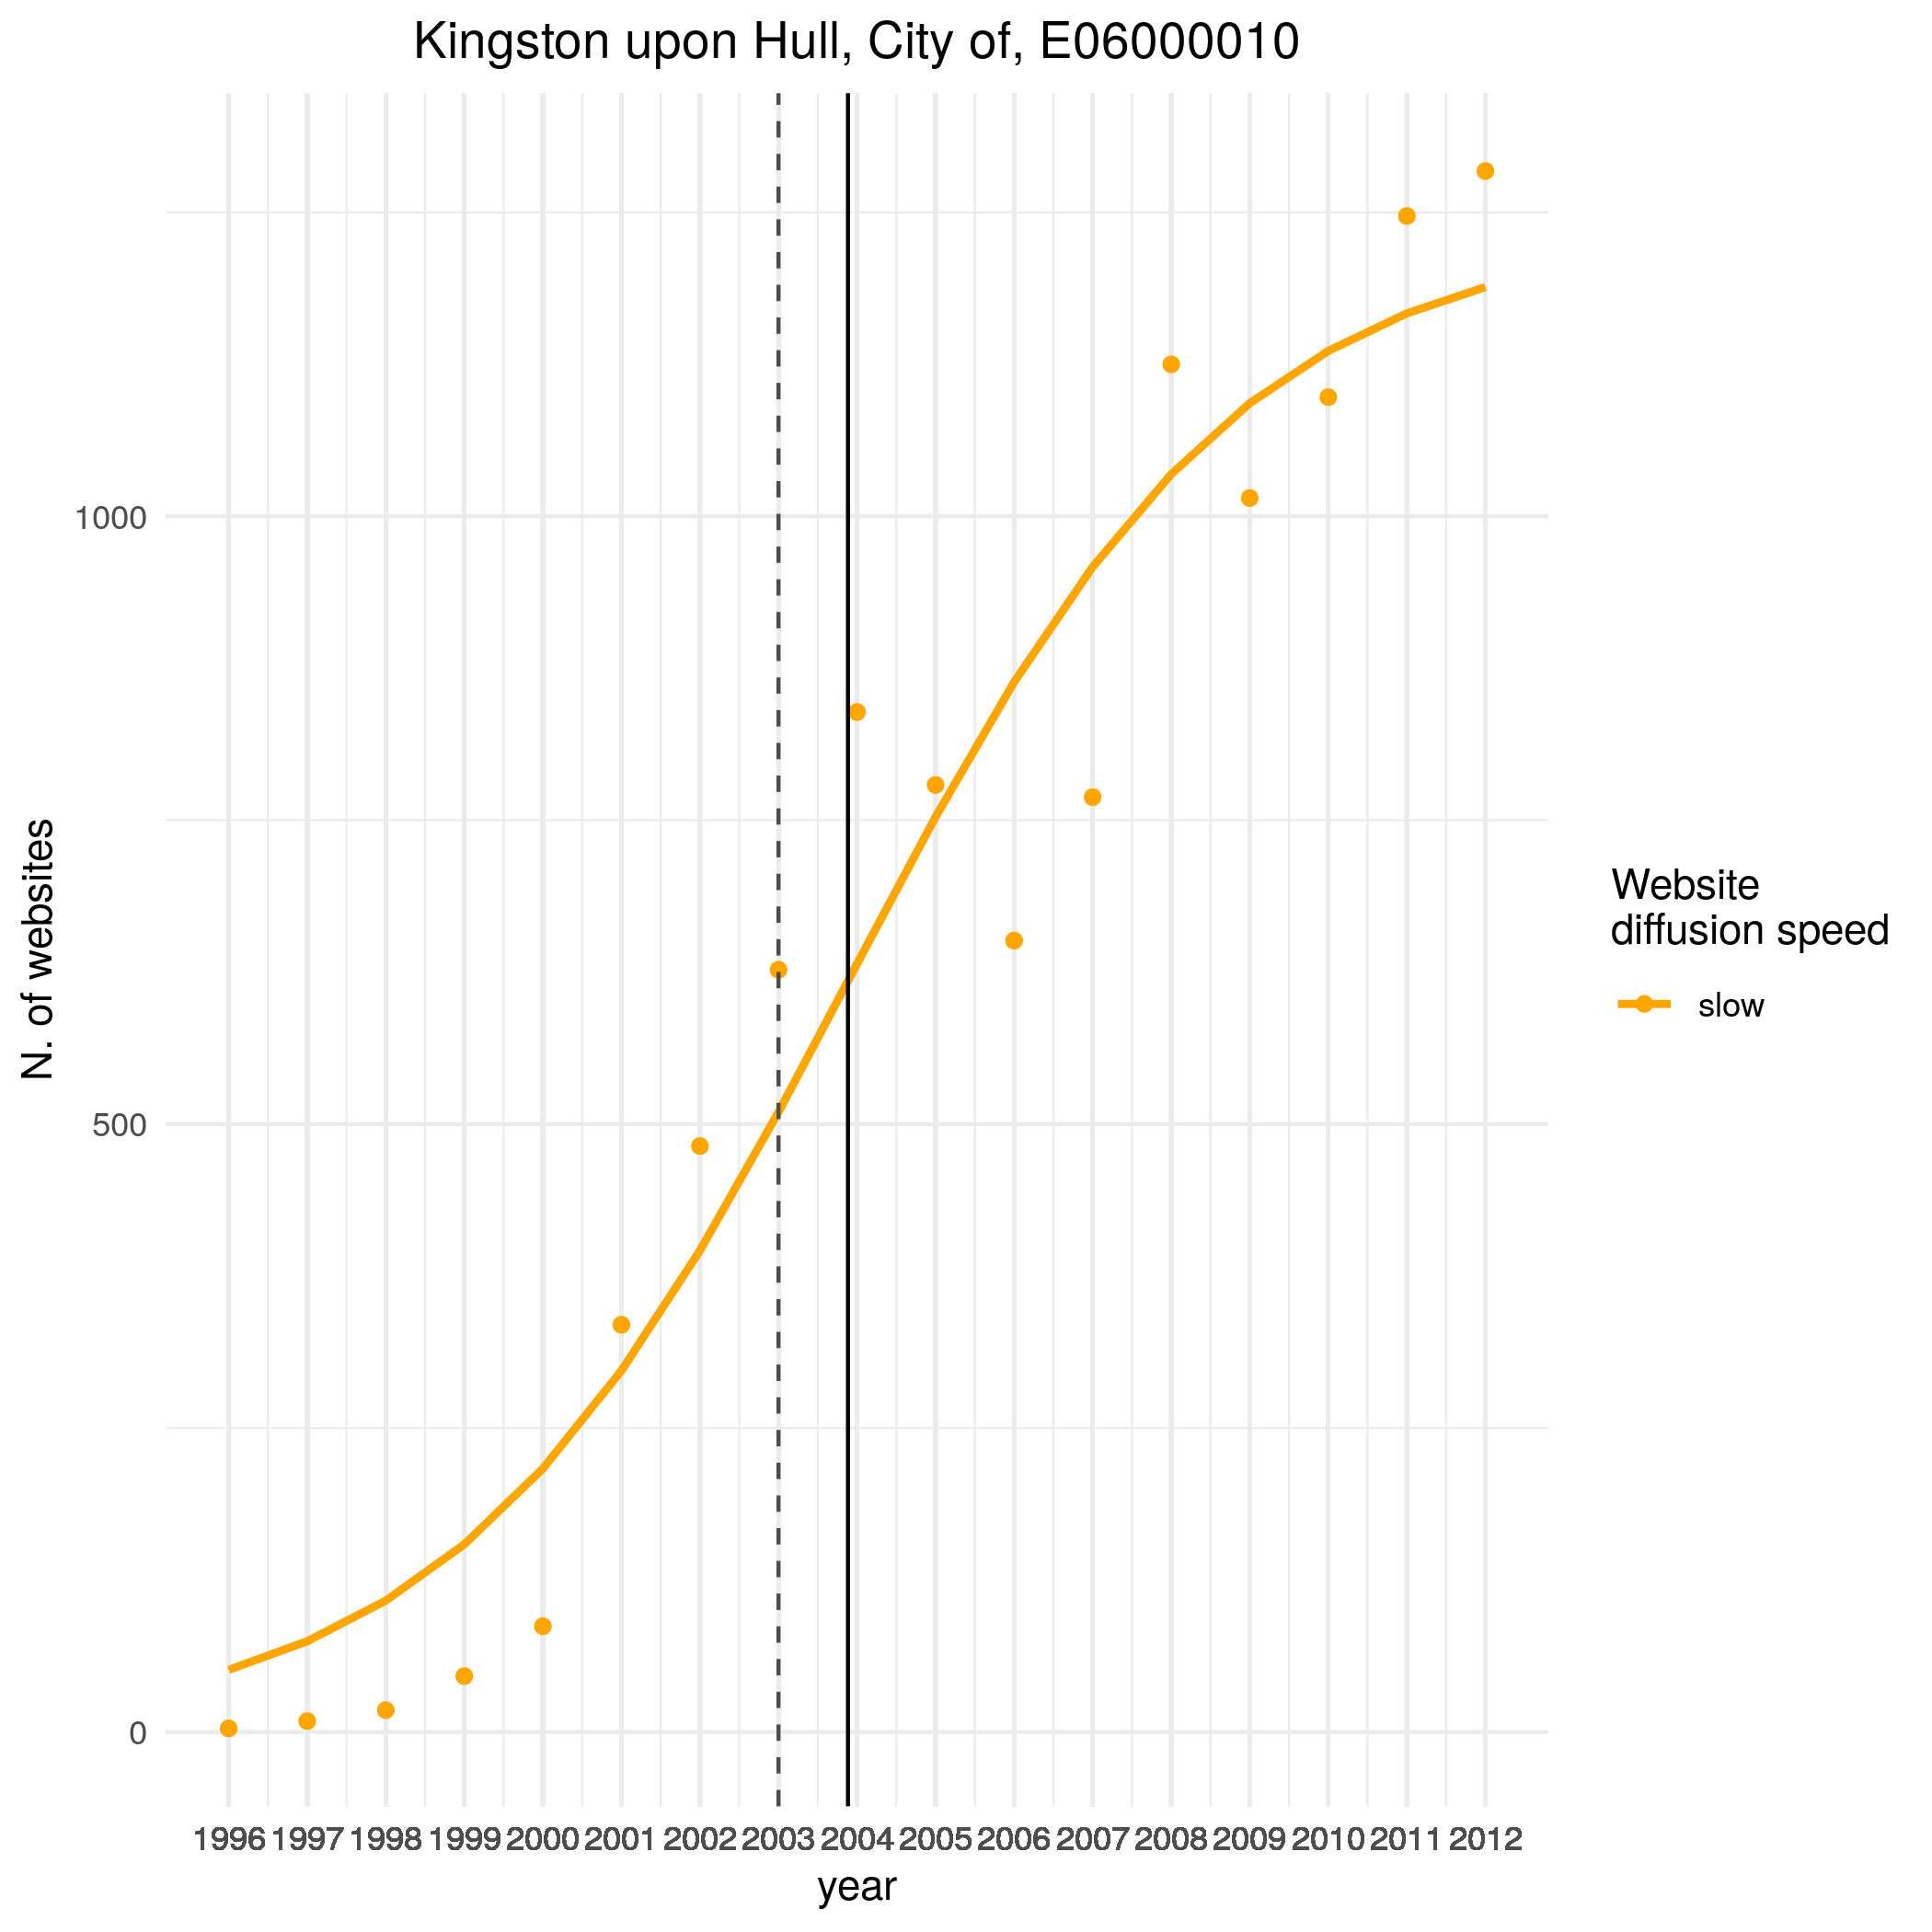 Kingston upon Hull, City of, E06000010
N. of websites
1000
500
0
1996 1997 1998 1999 2000 2001 2002 2003 2004 2005 2006 2007 2008 2009 2010 2011 2012
year
Website
diffusion speed
slow